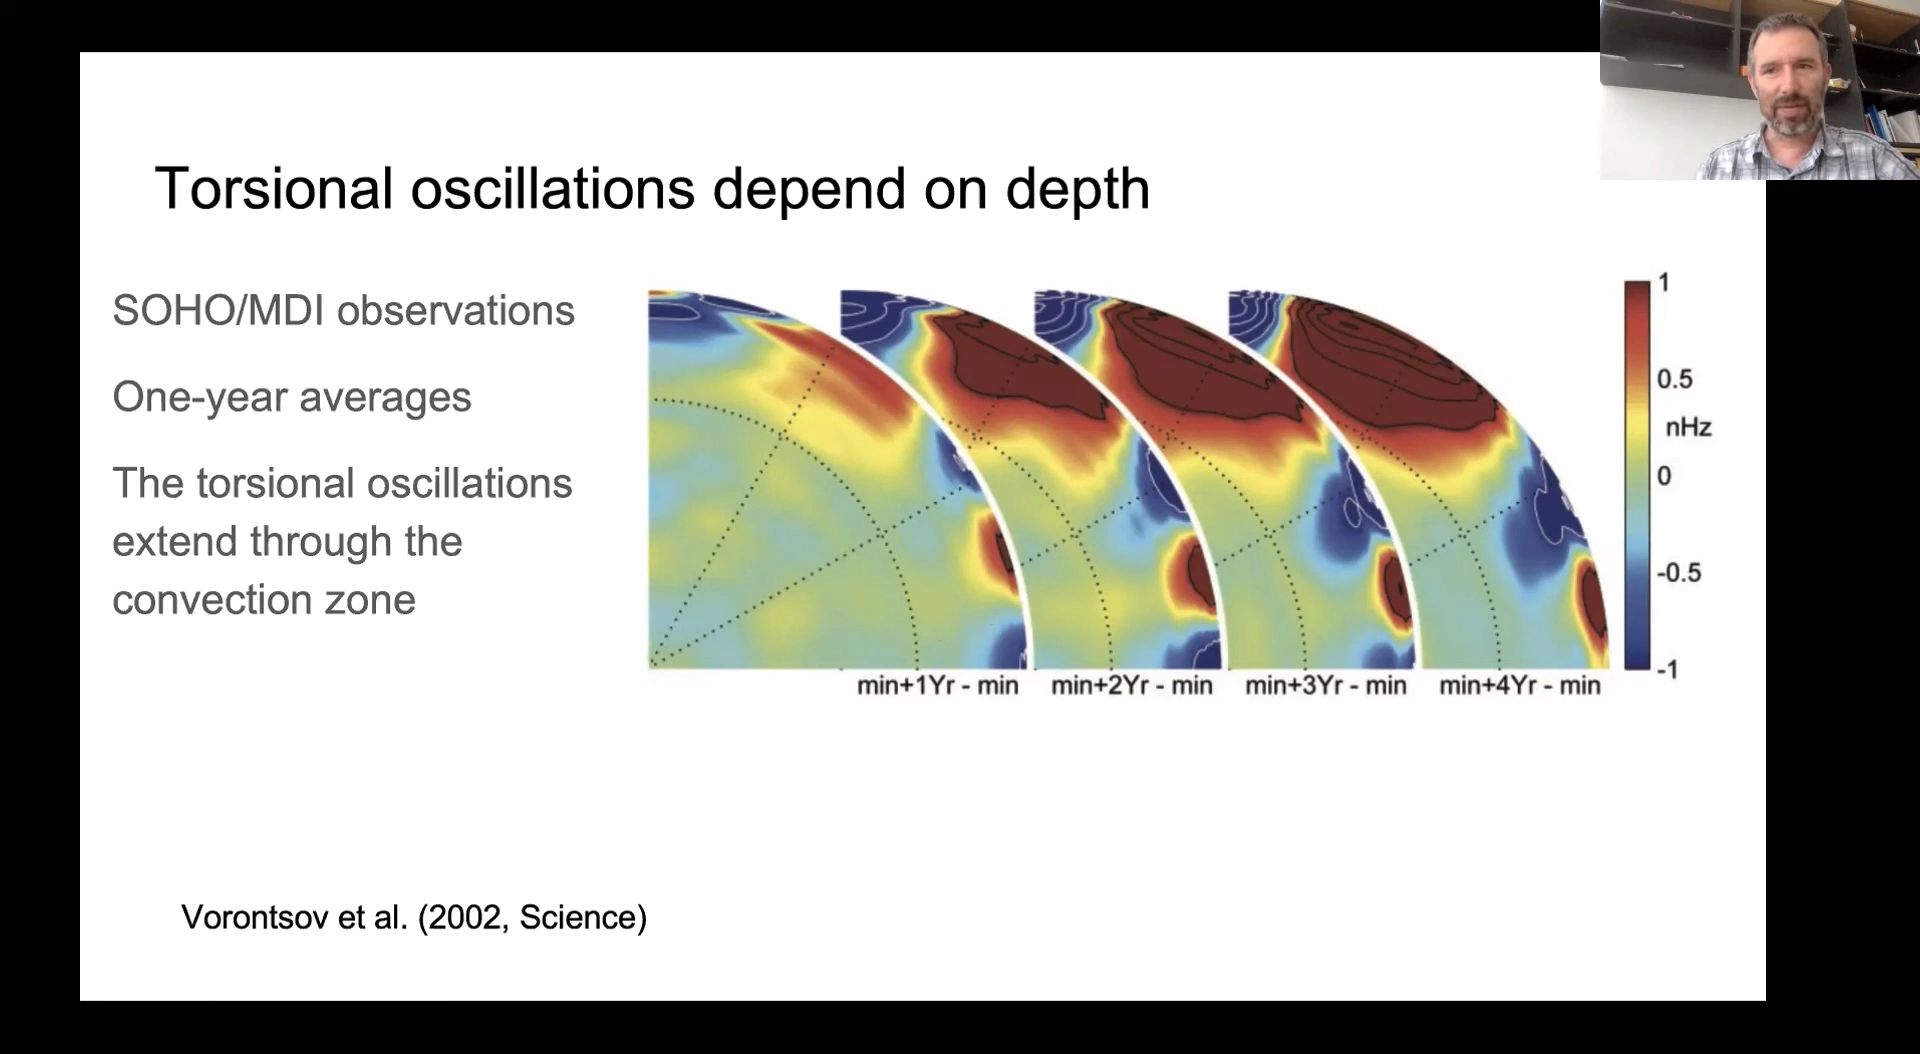 Torsional oscillations depend on depth
SOHO/MDI observations
One-year averages
The torsional oscillations
extend through the
convection zone
1
0.5
nHz
0
-0.5
-1
min+1Yr - min
min+2Yr - min
min+3Yr - min
min+4Yr - min
Vorontsov et al. (2002, Science)